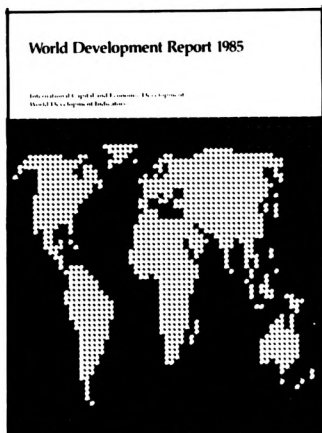 World Development Report 1985
International Capital and Economic Development
World Development Indicators